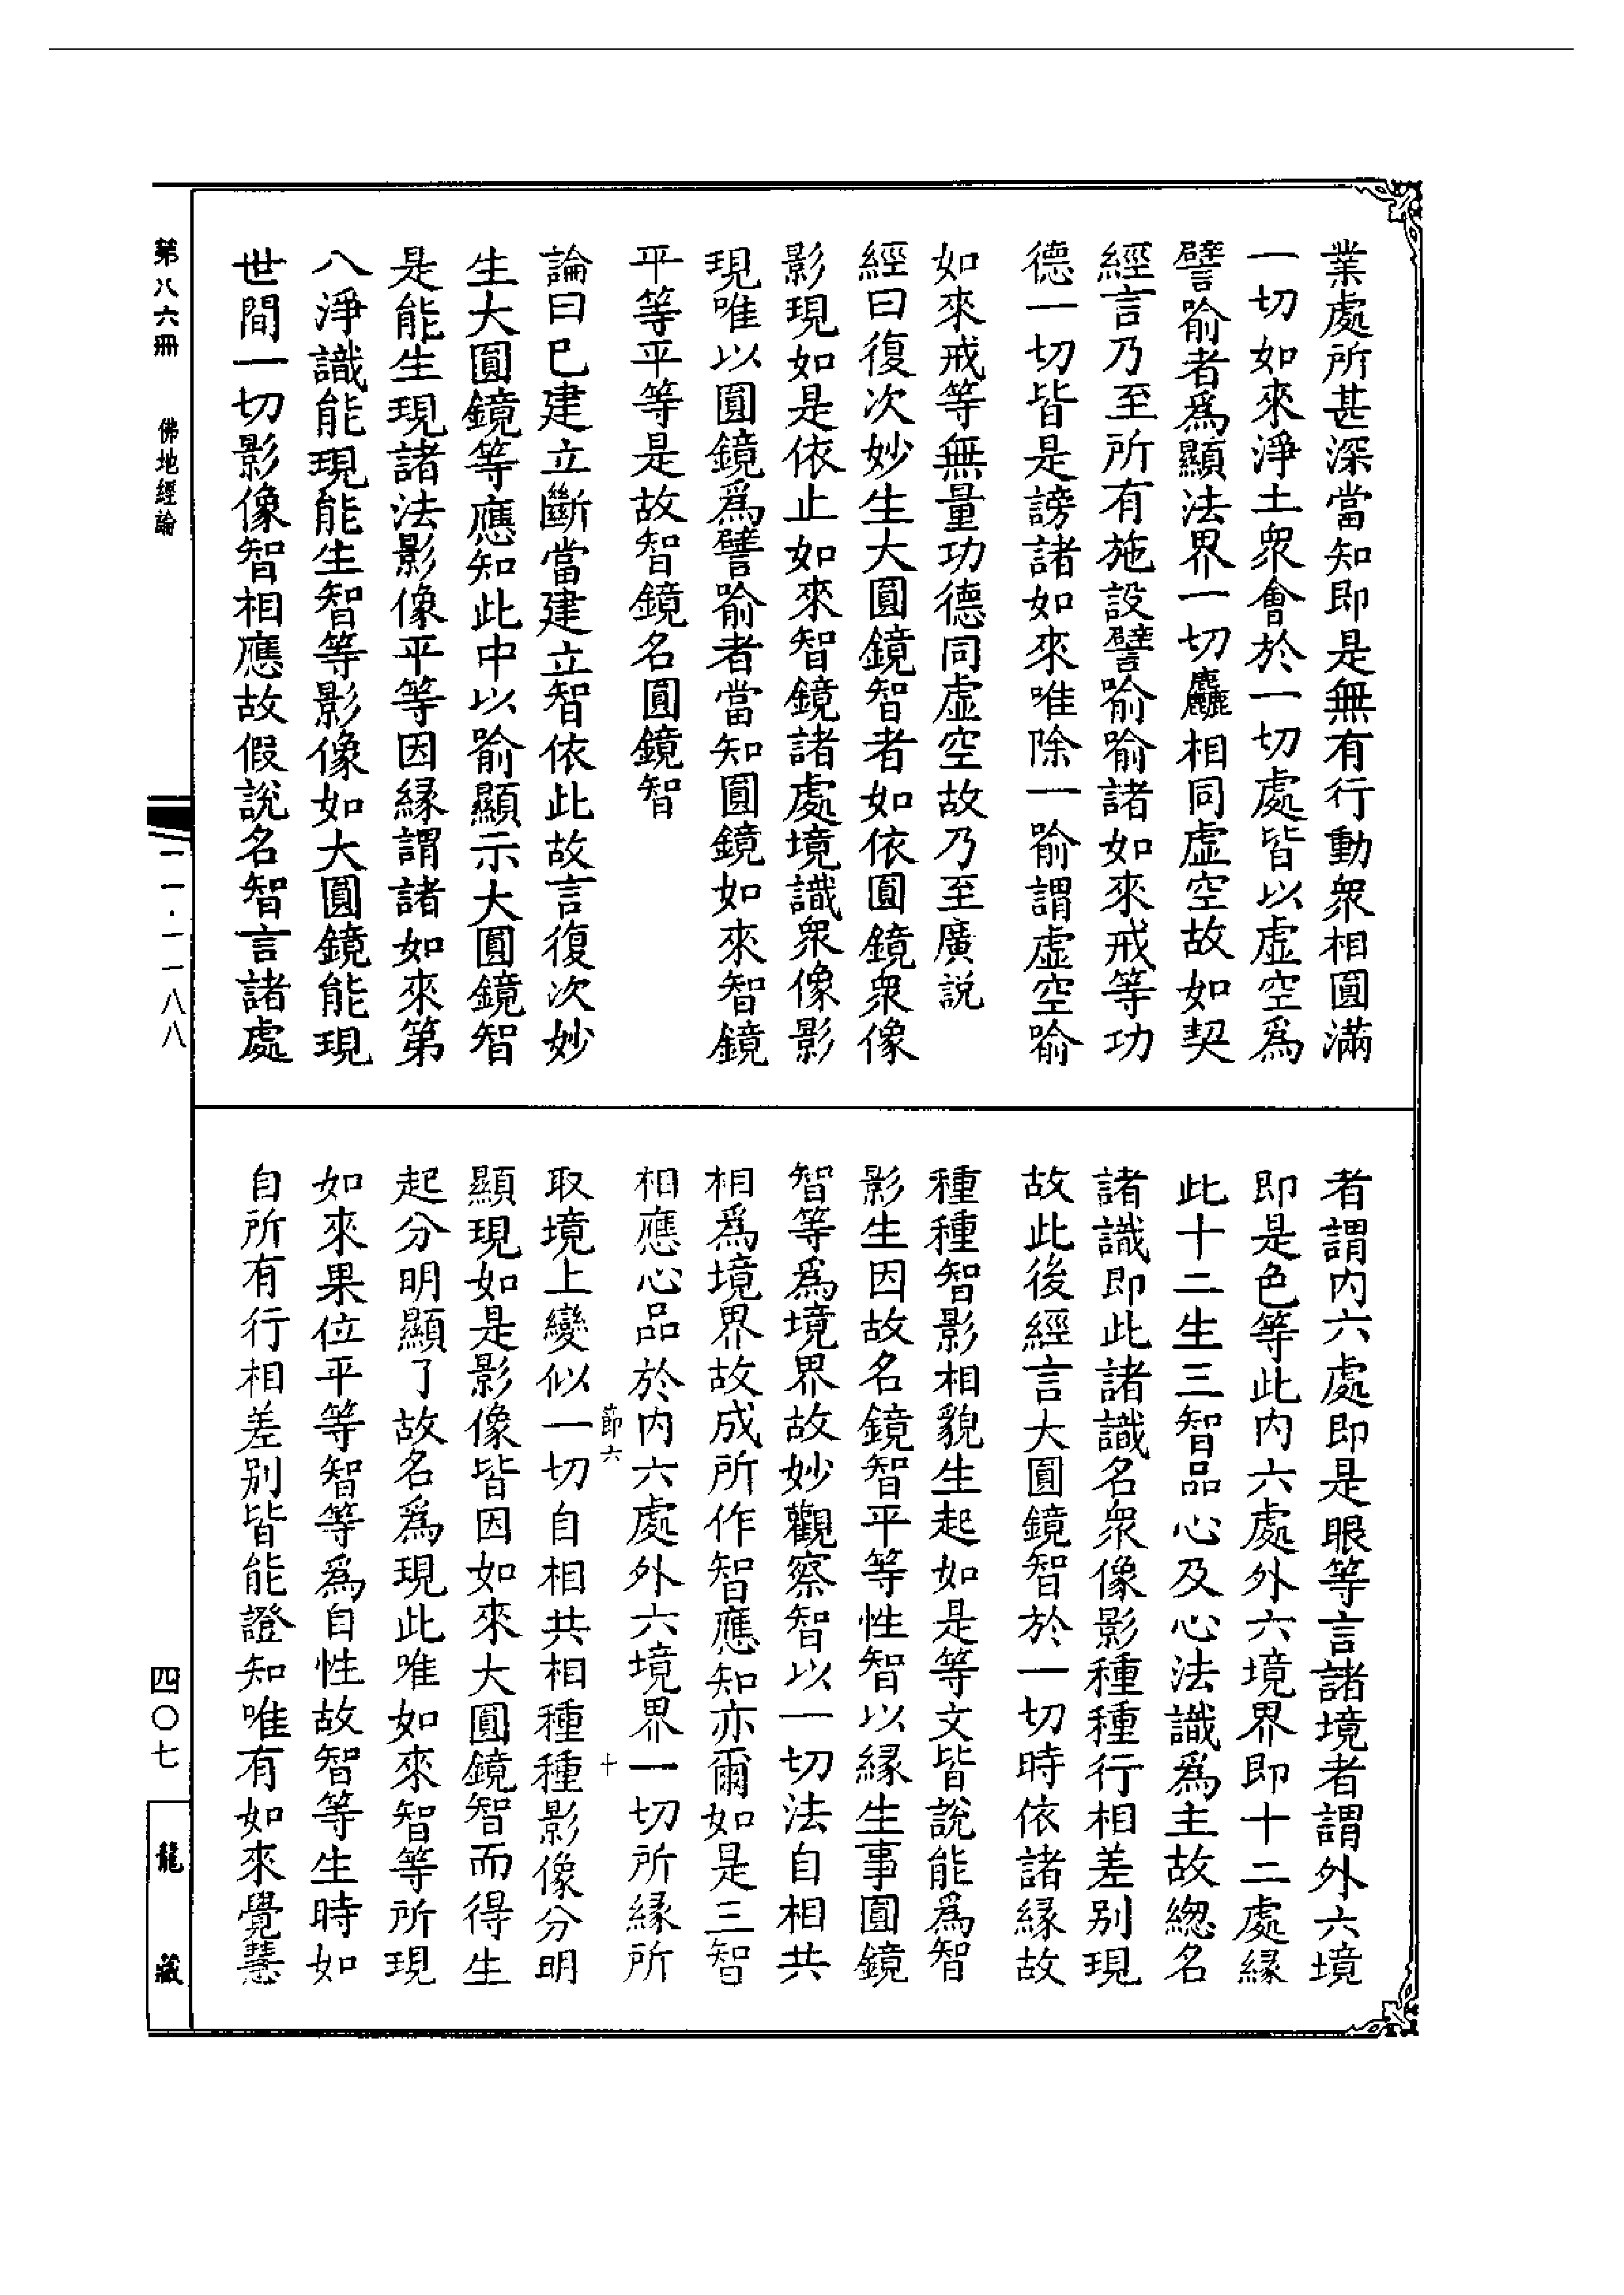 業處所甚深當知即是無有行動衆相圓滿
一切如來淨土衆會於一切處皆以虛空爲
譬喻者爲顯法界一切麤相同虛空故如契
經言乃至所有施設譬喻喻諸如來戒等功
德一切皆是謗諸如來唯除一喻謂虛空喻
如來戒等無量功德同虛空故乃至廣説
經曰復次妙生大圓鏡智者如依圓鏡衆像
影現如是依止如來智鏡諸處境識衆像影
現唯以圓鏡爲譬喻者當知圓鏡如來智鏡
平等平等是故智鏡名圓鏡智
論曰已建立斷當建立智依此故言復次妙
生大圓鏡等應知此中以喻顯示大圓鏡智
是能生現諸法影像平等因緣謂諸如來第
八淨識能現能生智等影像如大圓鏡能現
世間一切影像智相應故假說名智言諸處
者謂内六處即是眼等言諸境者謂外六境
即是色等此内六處外六境界即十二處緣
此十二生三智品心及心法識爲主故緫名
諸識即此諸識名衆像影種種行相差别現
故此後經言大圓鏡智於一切時依諸緣故
種種智影相貌生起如是等文皆說能爲智
影生因故名鏡智平等性智以緣生事圓鏡
智等爲境界故妙觀察智以一切法自相共
相爲境界故成所作智應知亦爾如是三智
相應心品於内六處外六境界一切所緣所
節六 十
取境上變似一切自相共相種種影像分明
顯現如是影像皆因如來大圓鏡智而得生
起分明顯了故名爲現此唯如來智等所現
如來果位平等智等爲自性故智等生時如
自所有行相差别皆能證知唯有如來覺慧
第八六冊 佛地經論
一一·一一八八
四〇七
龍藏